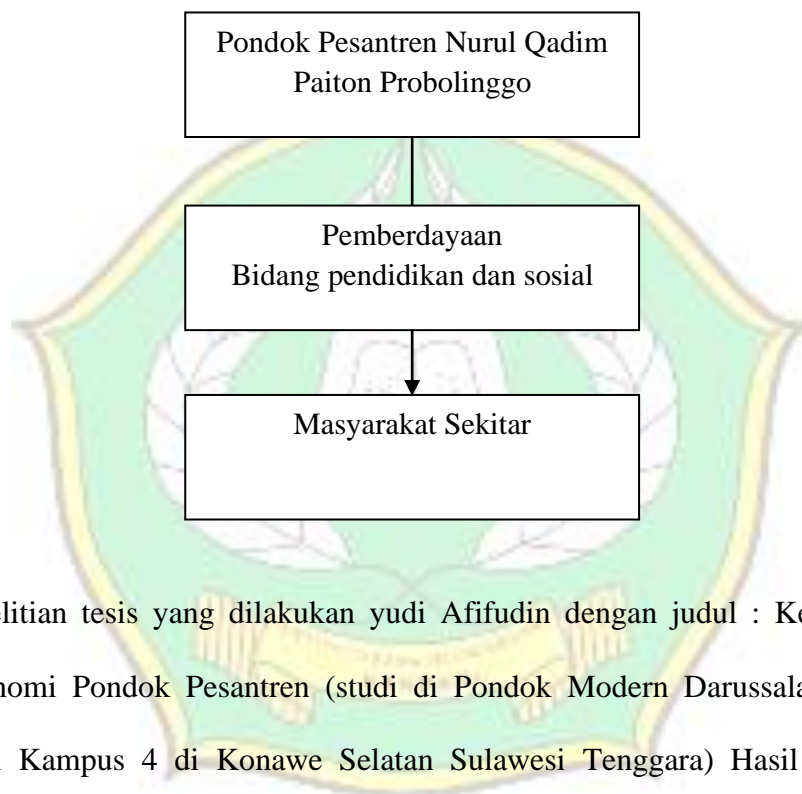 Pondok Pesantren Nurul Qadim
Paiton Probolinggo
Pemberdayaan
Bidang pendidikan dan sosial
Masyarakat Sekitar
elitian tesis yang dilakukan yudi Afifudin dengan judul : Ke
nomi Pondok Pesantren (studi di Pondok Modern Darussala
Kampus 4 di Konawe Selatan Sulawesi Tenggara) Hasil